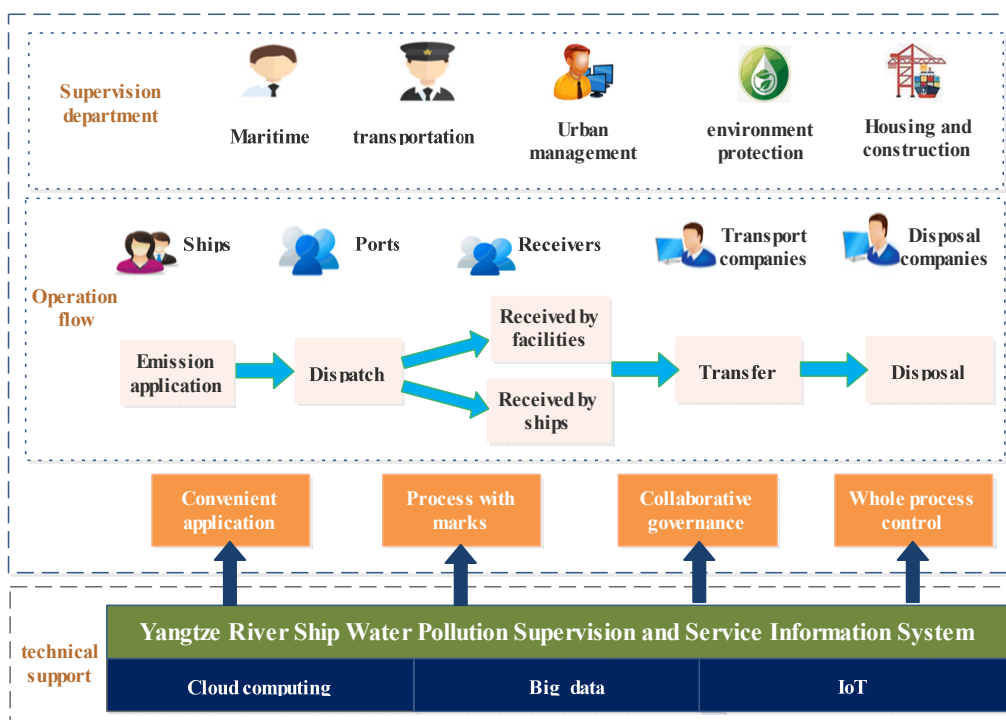 Supervision
department
Maritime
transportation
Urban
management
environment
protection
Housing and
construction
Ships
Ports
Receivers
Transport
companies
Disposal
companies
Operation
flow
Emission
application
Dispatch
Received by
facilities
Received by
ships
Transfer
Disposal
Convenient
application
Process with
marks
Collaborative
governance
Whole process
control
technical
support
Yangtze River Ship Water Pollution Supervision and Service Information System
Cloud computing
Big data
IoT